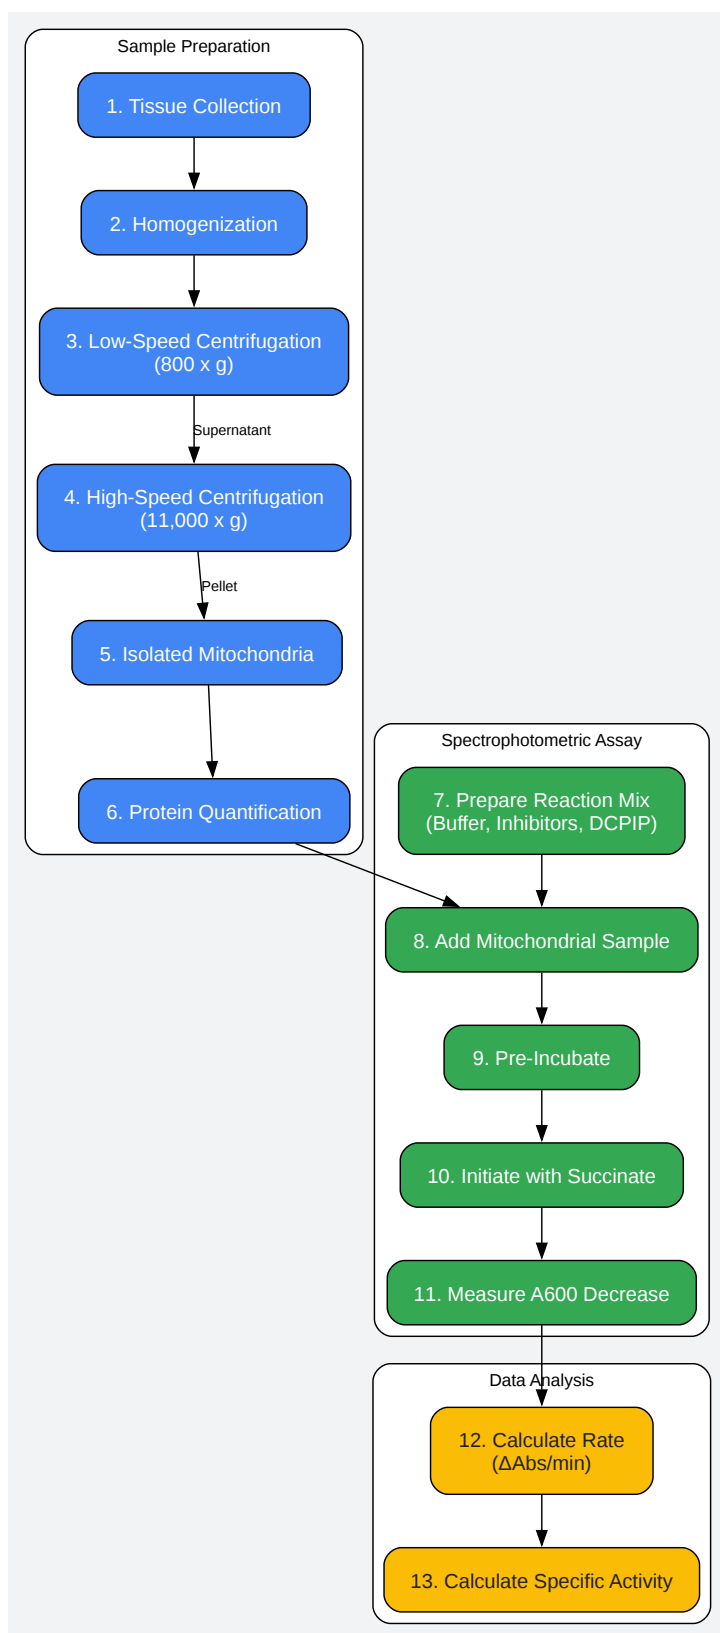 Sample Preparation
1. Tissue Collection
2. Homogenization
3. Low-Speed Centrifugation
(800 x g)
Supernatant
4. High-Speed Centrifugation
(11,000 x g)
Pellet
5. Isolated Mitochondria
6. Protein Quantification
Spectrophotometric Assay
7. Prepare Reaction Mix
(Buffer, Inhibitors, DCPIP)
8. Add Mitochondrial Sample
9. Pre-Incubate
10. Initiate with Succinate
11. Measure A600 Decrease
Data Analysis
12. Calculate Rate
(ΔAbs/min)
13. Calculate Specific Activity